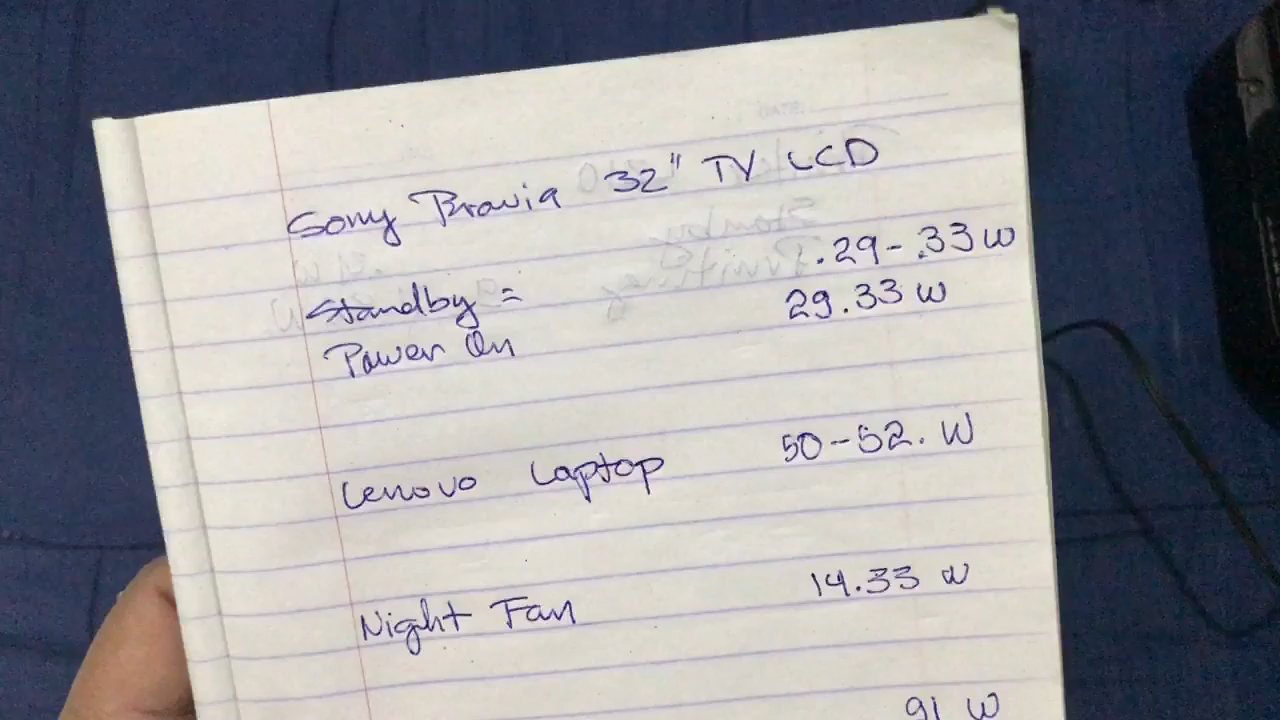 DATE:
Sony Bravia 32" TV LCD
Standby = .29-.33 W
Power On 29.33 W
Lenovo Laptop 50-52. W
Night Fan 14.33 W
91 W